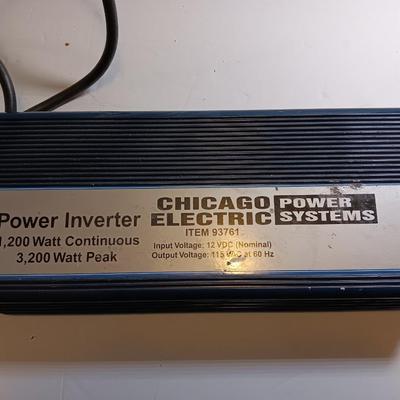 Power Inverter
1,200 Watt Continuous
3,200 Watt Peak
CHICAGO
ELECTRIC
POWER
SYSTEMS
ITEM 93761
Input Voltage: 12 VDC (Nominal)
Output Voltage: 115 VAC at 60 Hz